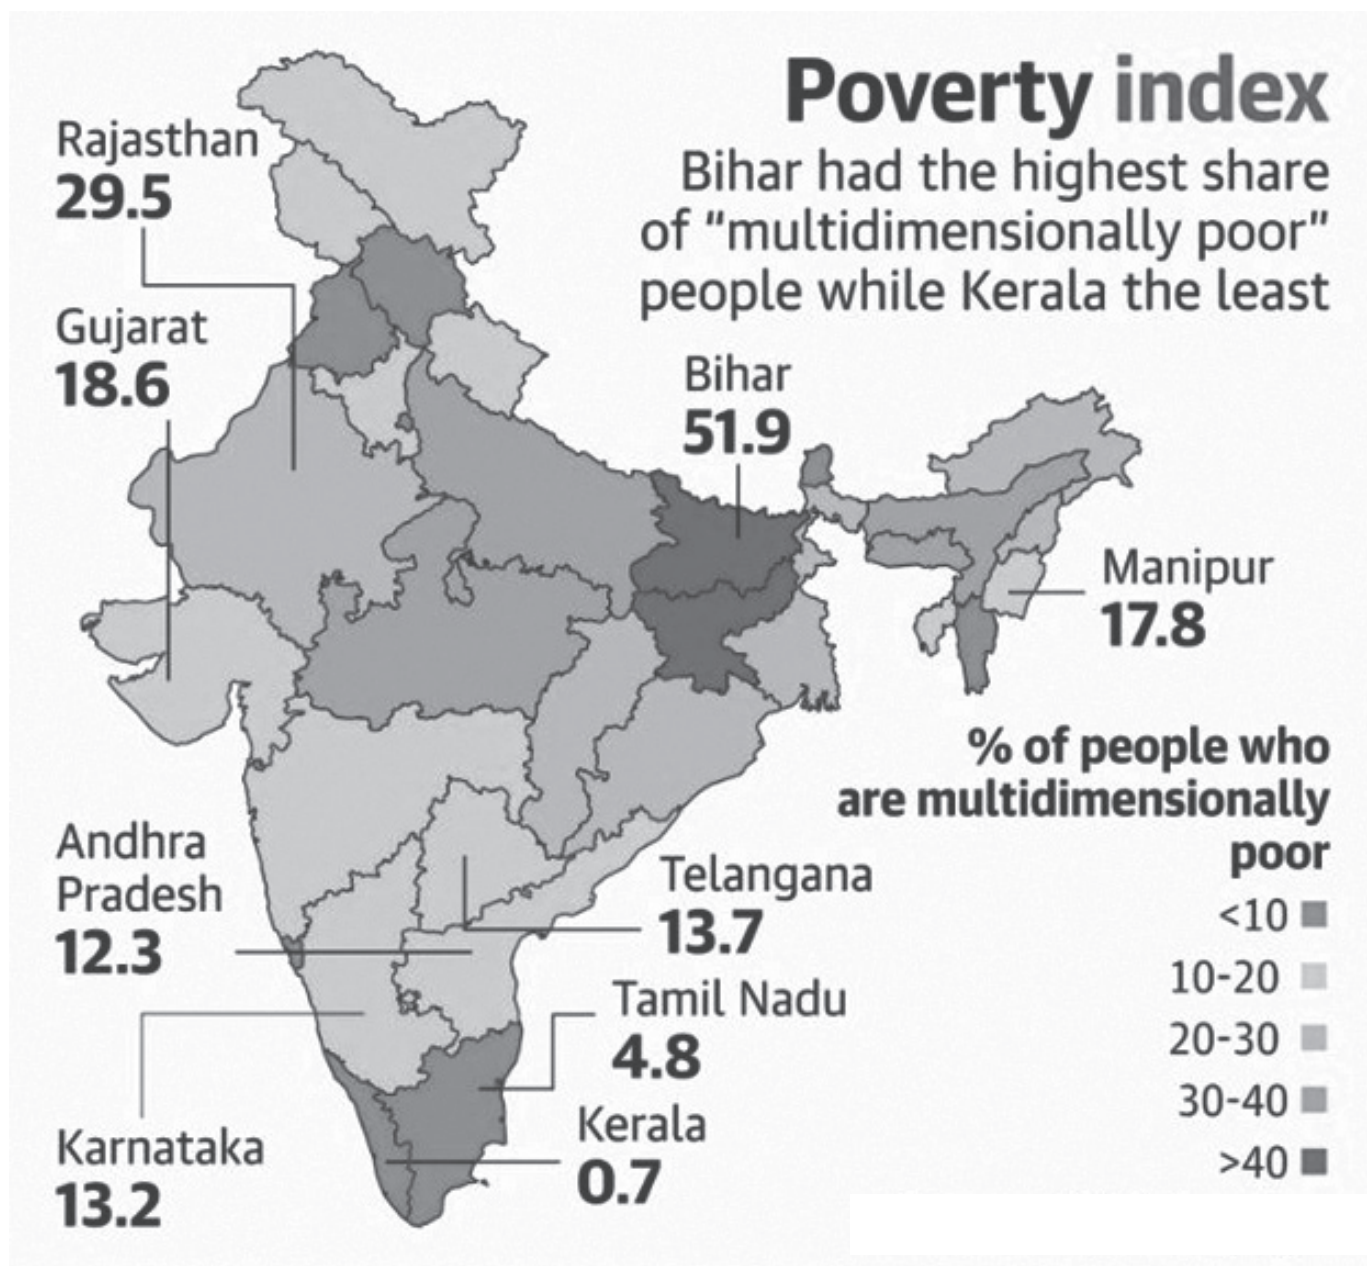 Poverty index
Bihar had the highest share
of "multidimensionally poor"
people while Kerala the least
Rajasthan
29.5
Gujarat
18.6
Bihar
51.9
Manipur
17.8
Andhra
Pradesh
12.3
Telangana
13.7
Tamil Nadu
4.8
Kerala
0.7
Karnataka
13.2
% of people who
are multidimensionally
poor
<10
10-20
20-30
30-40
>40